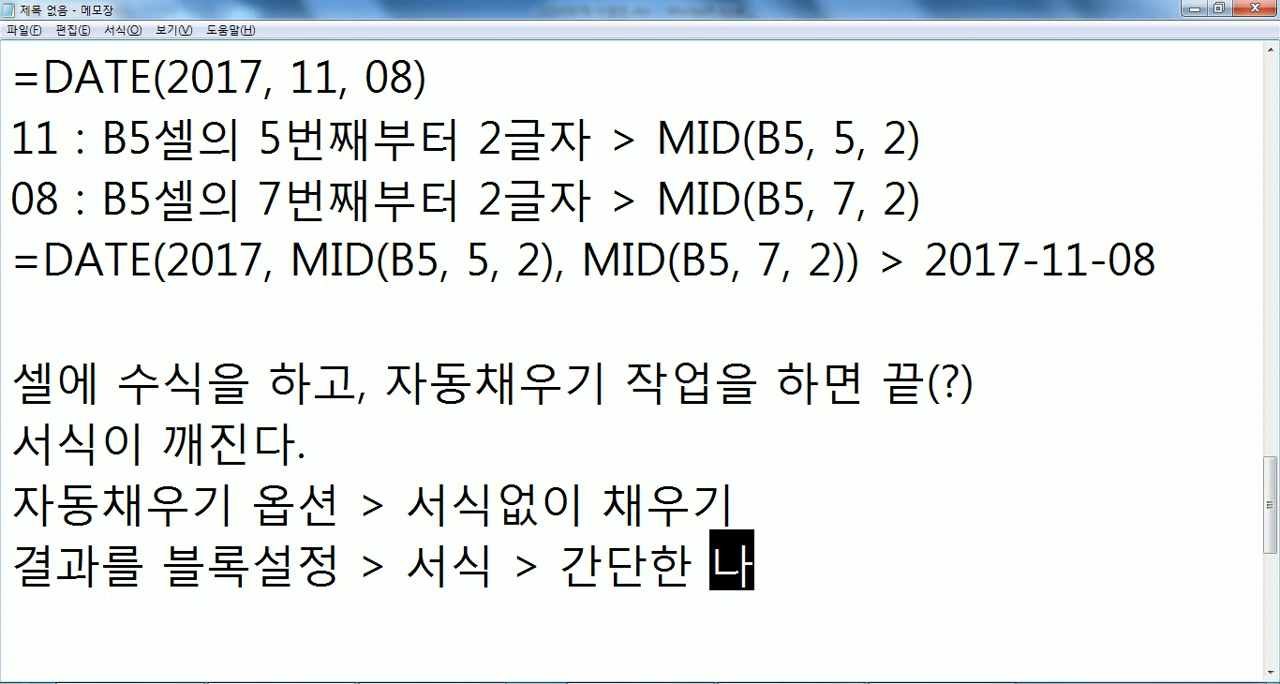 제목 없음 - 메모장
파일(F) 편집(E) 서식(O) 보기(V) 도움말(H)
=DATE(2017, 11, 08)
11 : B5셀의 5번째부터 2글자 > MID(B5, 5, 2)
08 : B5셀의 7번째부터 2글자 > MID(B5, 7, 2)
=DATE(2017, MID(B5, 5, 2), MID(B5, 7, 2)) > 2017-11-08
셀에 수식을 하고, 자동채우기 작업을 하면 끝(?)
서식이 깨진다.
자동채우기 옵션 > 서식없이 채우기
결과를 블록설정 > 서식 > 간단한 나